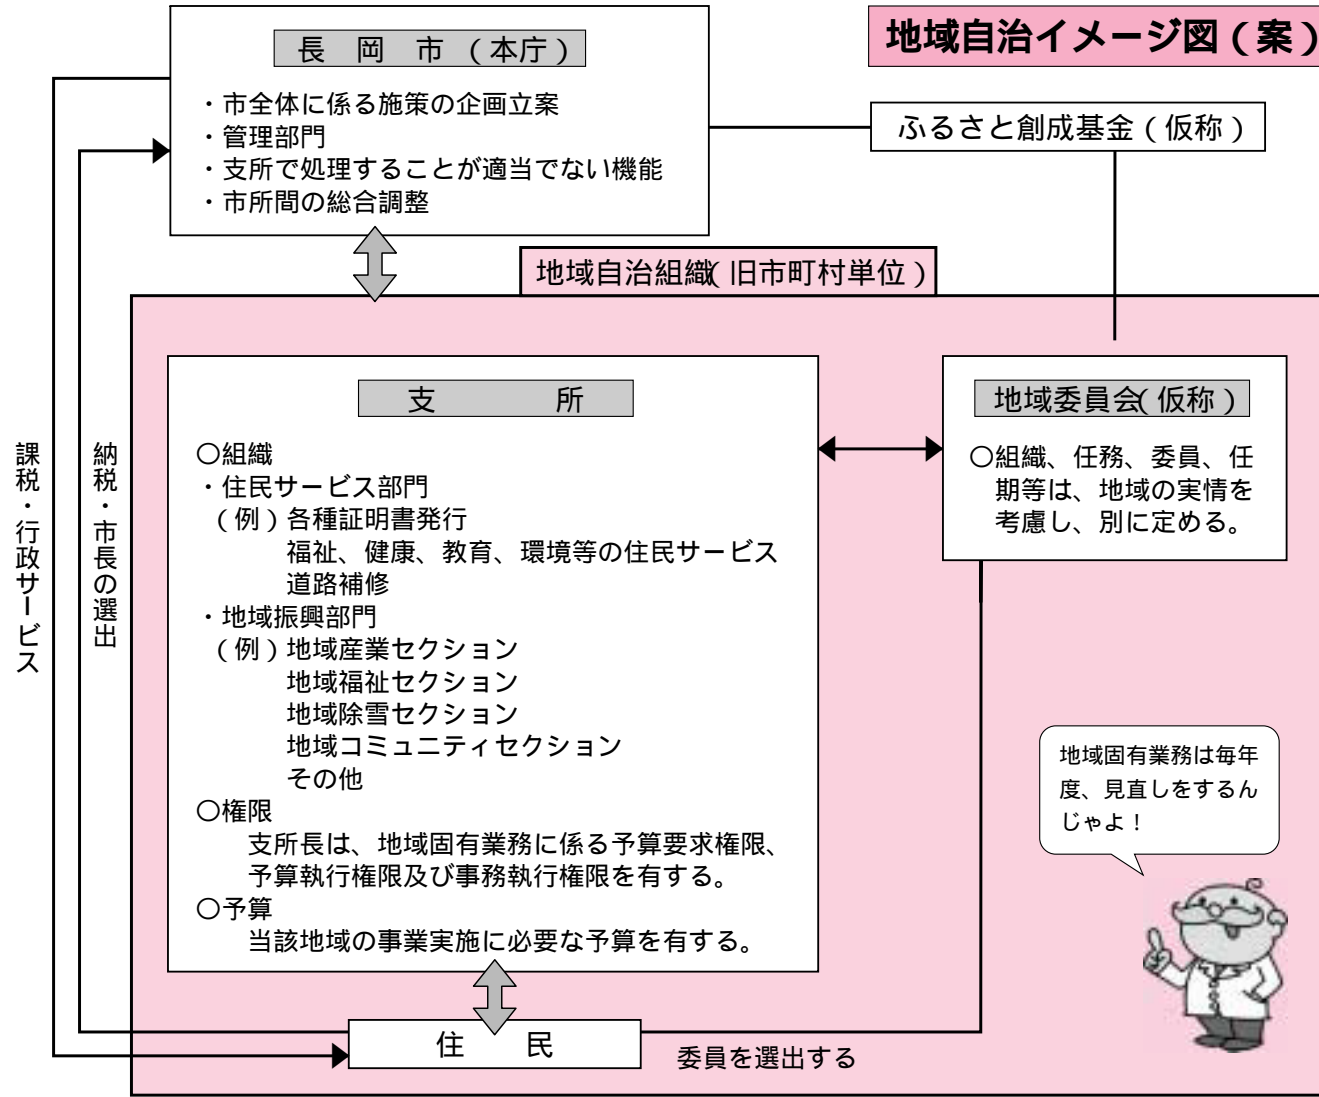 地域自治イメージ図（案）
長岡市（本庁）
・市全体に係る施策の企画立案
・管理部門
・支所で処理することが適当でない機能
・市所間の総合調整
ふるさと創成基金（仮称）
地域自治組織（旧市町村単位）
支所
○組織
・住民サービス部門
（例）各種証明書発行
福祉、健康、教育、環境等の住民サービス
道路補修
・地域振興部門
（例）地域産業セクション
地域福祉セクション
地域除雪セクション
地域コミュニティセクション
その他
○権限
支所長は、地域固有業務に係る予算要求権限、
予算執行権限及び事務執行権限を有する。
○予算
当該地域の事業実施に必要な予算を有する。
地域委員会（仮称）
○組織、任務、委員、任
期等は、地域の実情を
考慮し、別に定める。
課税・行政サービス
納税・市長の選出
地域固有業務は毎年
度、見直しをするん
じゃよ！
住民
委員を選出する